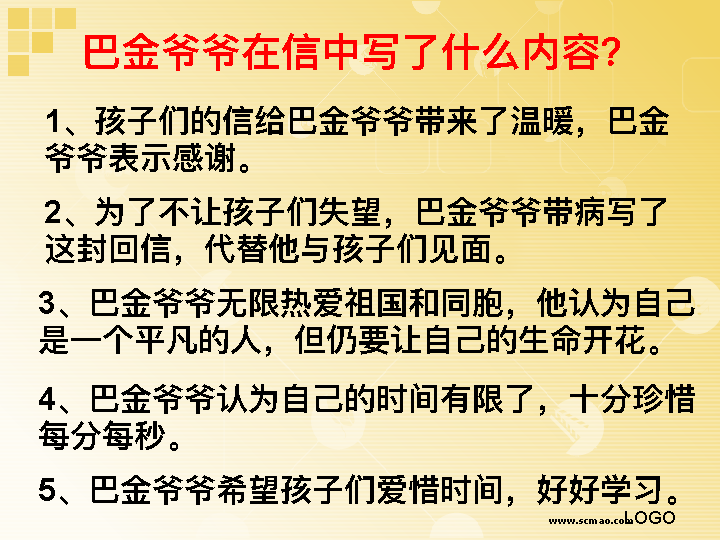 巴金爷爷在信中写了什么内容？
1、孩子们的信给巴金爷爷带来了温暖，巴金
爷爷表示感谢。
2、为了不让孩子们失望，巴金爷爷带病写了
这封回信，代替他与孩子们见面。
3、巴金爷爷无限热爱祖国和同胞，他认为自己
是一个平凡的人，但仍要让自己的生命开花。
4、巴金爷爷认为自己的时间有限了，十分珍惜
每分每秒。
5、巴金爷爷希望孩子们爱惜时间，好好学习。
www.scmao.com
LOGO